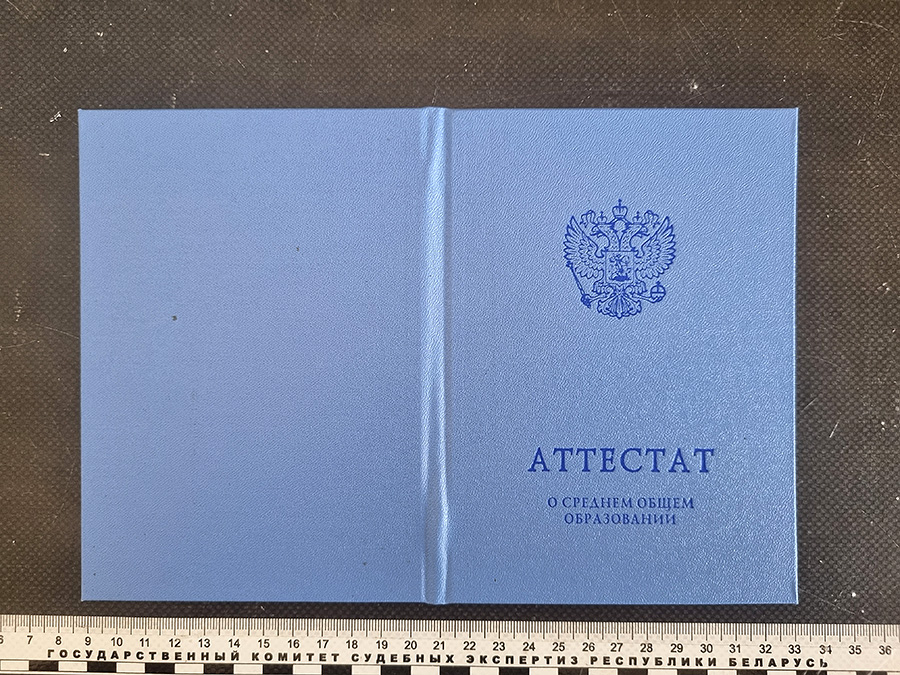 АТТЕСТАТ
О СРЕДНЕМ ОБЩЕМ
ОБРАЗОВАНИИ
6 7 8 9 10 11 12 13 14 15 16 17 18 19 20 21 22 23 24 25 26 27 28 29 30 31 32 33 34 35 36
ГОСУДАРСТВЕННЫЙ КОМИТЕТ СУДЕБНЫХ ЭКСПЕРТИЗ РЕСПУБЛИКИ БЕЛАРУСЬ